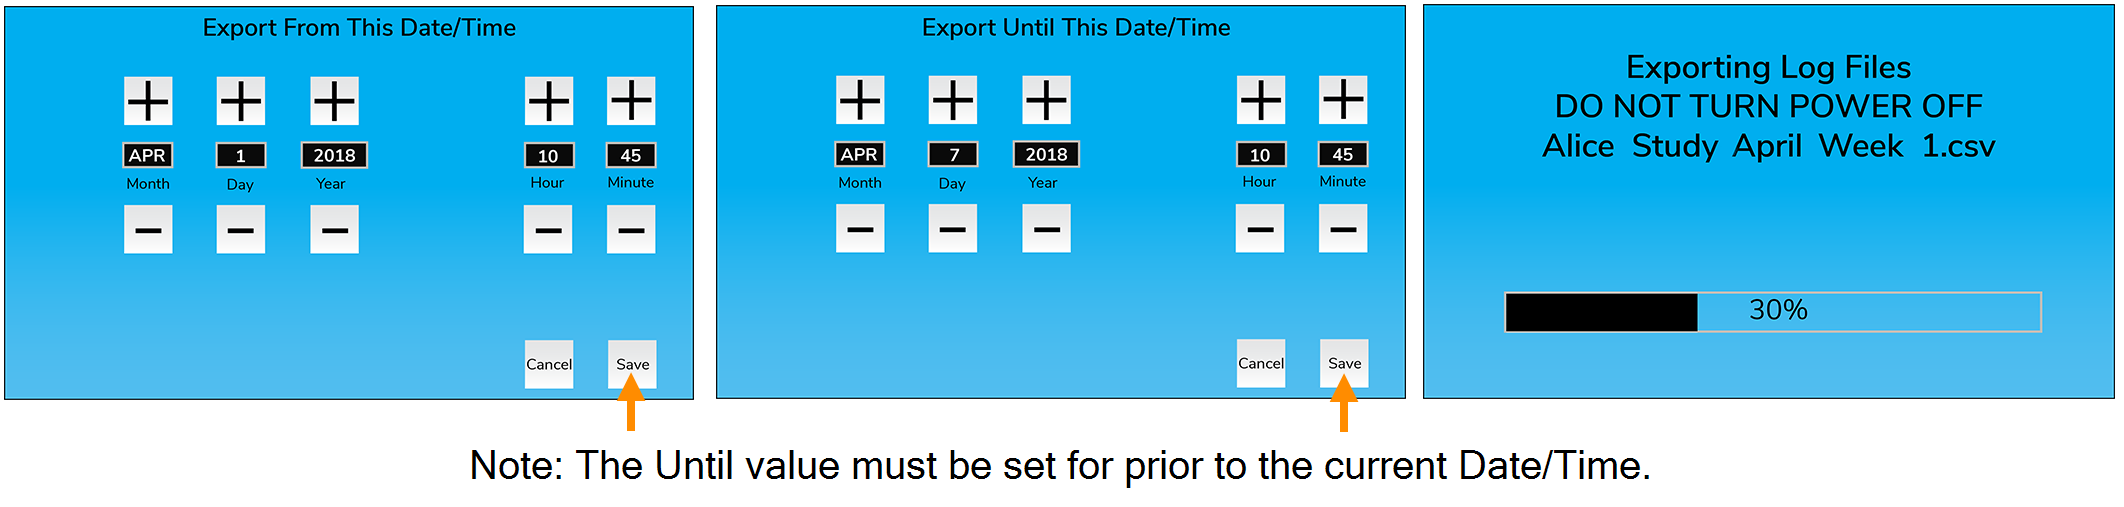 Export From This Date/Time
+ + + + +
APR 1 2018 10 45
Month Day Year Hour Minute
− − − − −
Cancel Save
Export Until This Date/Time
+ + + + +
APR 7 2018 10 45
Month Day Year Hour Minute
− − − − −
Cancel Save
Exporting Log Files
DO NOT TURN POWER OFF
Alice Study April Week 1.csv
30%
Note: The Until value must be set for prior to the current Date/Time.